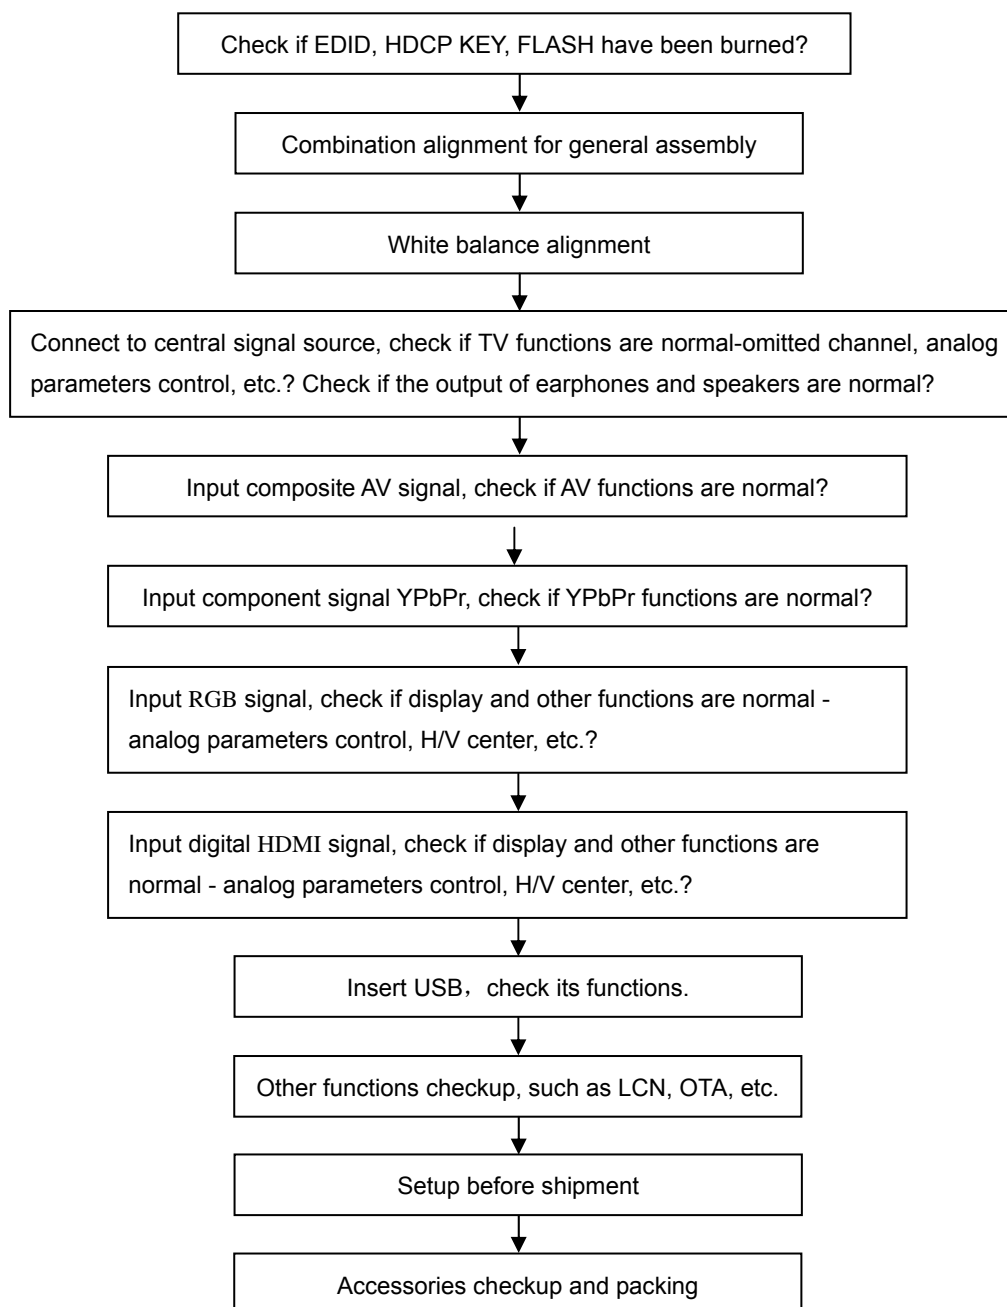 Check if EDID, HDCP KEY, FLASH have been burned?
Combination alignment for general assembly
White balance alignment
Connect to central signal source, check if TV functions are normal-omitted channel, analog
parameters control, etc.? Check if the output of earphones and speakers are normal?
Input composite AV signal, check if AV functions are normal?
Input component signal YPbPr, check if YPbPr functions are normal?
Input RGB signal, check if display and other functions are normal -
analog parameters control, H/V center, etc.?
Input digital HDMI signal, check if display and other functions are
normal - analog parameters control, H/V center, etc.?
Insert USB，check its functions.
Other functions checkup, such as LCN, OTA, etc.
Setup before shipment
Accessories checkup and packing